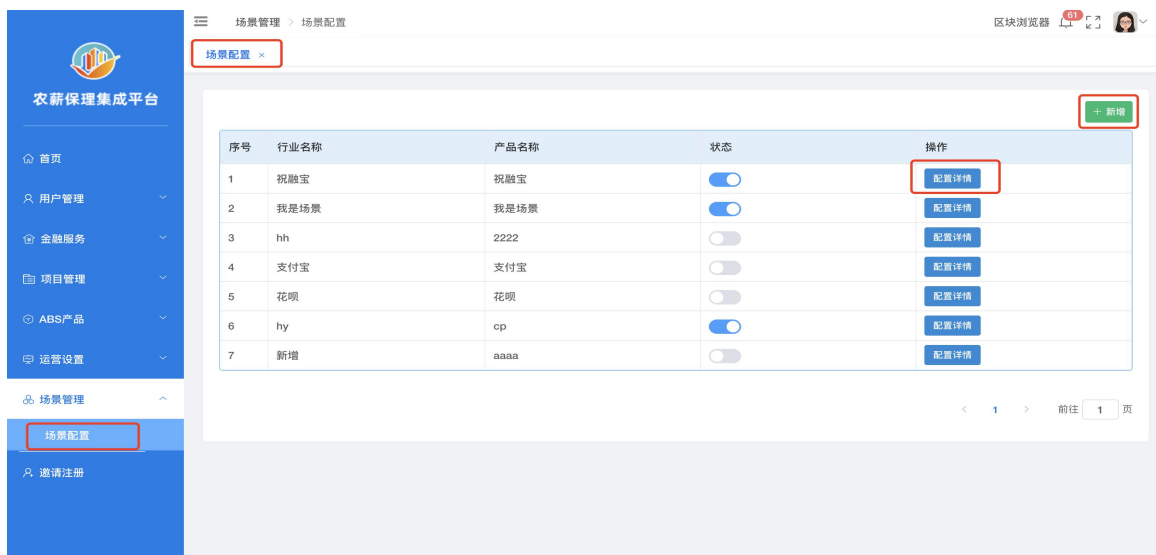 场景管理 > 场景配置
区块浏览器 61
场景配置 ×
农薪保理集成平台
首页
用户管理
金融服务
项目管理
ABS产品
运营设置
场景管理
场景配置
邀请注册
+ 新增
序号 行业名称 产品名称 状态 操作
1 祝融宝 祝融宝 配置详情
2 我是场景 我是场景 配置详情
3 hh 2222 配置详情
4 支付宝 支付宝 配置详情
5 花呗 花呗 配置详情
6 hy cp 配置详情
7 新增 aaaa 配置详情
< 1 > 前往 1 页